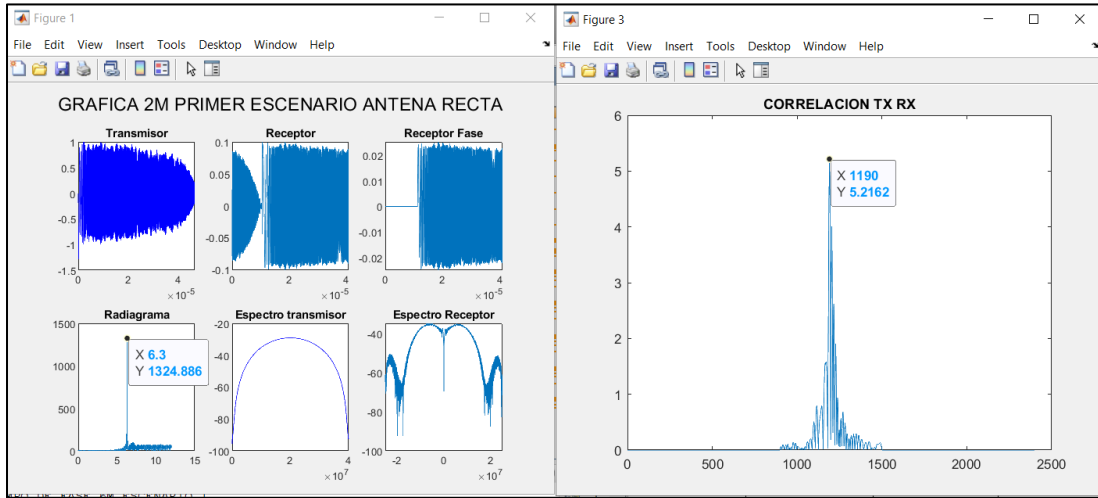 Figure 1
File Edit View Insert Tools Desktop Window Help
GRAFICA 2M PRIMER ESCENARIO ANTENA RECTA
Transmisor
1
0.5
0
-0.5
-1
-1.5
0 2 4
×10^-5
Receptor
0.1
0.05
0
-0.05
-0.1
0 2 4
×10^-5
Receptor Fase
0.02
0.01
0
-0.01
-0.02
0 2 4
×10^-5
Radiagrama
1500
1000
500
0
0 5 10 15
X 6.3
Y 1324.886
Espectro transmisor
-20
-40
-60
-80
-100
0 2 4
×10^7
Espectro Receptor
-40
-60
-80
-100
-2 0 2
×10^7
Figure 3
File Edit View Insert Tools Desktop Window Help
CORRELACION TX RX
6
5
4
3
2
1
0
0 500 1000 1500 2000 2500
X 1190
Y 5.2162